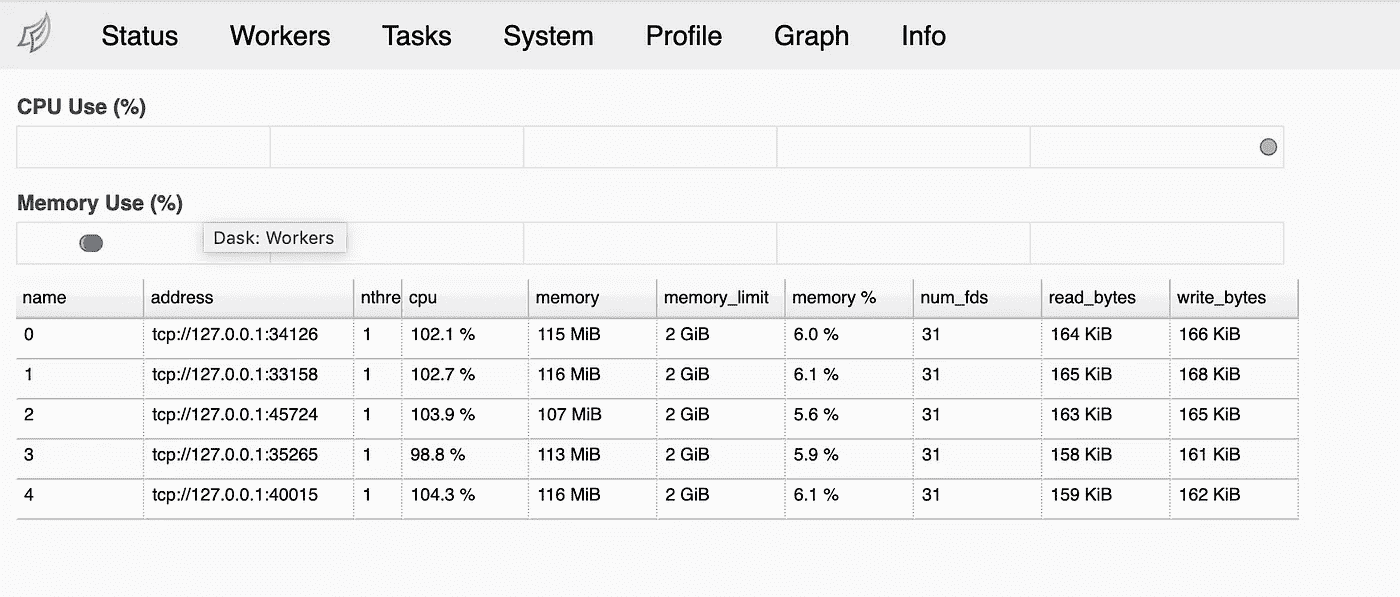 Status Workers Tasks System Profile Graph Info
CPU Use (%)
Memory Use (%)
Dask: Workers
name address nthre cpu memory memory_limit memory % num_fds read_bytes write_bytes
0 tcp://127.0.0.1:34126 1 102.1 % 115 MiB 2 GiB 6.0 % 31 164 KiB 166 KiB
1 tcp://127.0.0.1:33158 1 102.7 % 116 MiB 2 GiB 6.1 % 31 165 KiB 168 KiB
2 tcp://127.0.0.1:45724 1 103.9 % 107 MiB 2 GiB 5.6 % 31 163 KiB 165 KiB
3 tcp://127.0.0.1:35265 1 98.8 % 113 MiB 2 GiB 5.9 % 31 158 KiB 161 KiB
4 tcp://127.0.0.1:40015 1 104.3 % 116 MiB 2 GiB 6.1 % 31 159 KiB 162 KiB